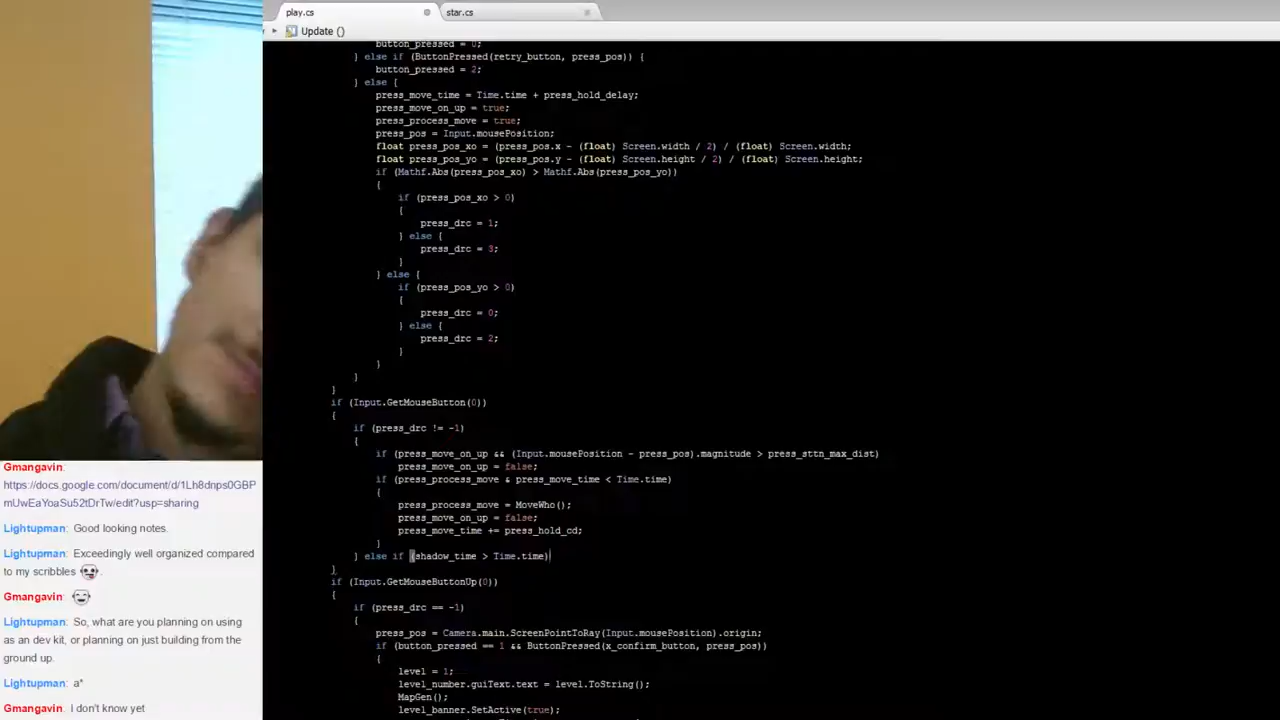 play.cs
star.cs
Update ()
button_pressed = 0;
} else if (ButtonPressed(retry_button, press_pos)) {
button_pressed = 2;
} else {
press_move_time = Time.time + press_hold_delay;
press_move_on_up = true;
press_process_move = true;
press_pos = Input.mousePosition;
float press_pos_xo = (press_pos.x - (float) Screen.width / 2) / (float) Screen.width;
float press_pos_yo = (press_pos.y - (float) Screen.height / 2) / (float) Screen.height;
if (Mathf.Abs(press_pos_xo) > Mathf.Abs(press_pos_yo))
{
if (press_pos_xo > 0)
{
press_drc = 1;
} else {
press_drc = 3;
}
} else {
if (press_pos_yo > 0)
{
press_drc = 0;
} else {
press_drc = 2;
}
}
}
}
if (Input.GetMouseButton(0))
{
if (press_drc != -1)
{
if (press_move_on_up && (Input.mousePosition - press_pos).magnitude > press_sttn_max_dist)
press_move_on_up = false;
if (press_process_move & press_move_time < Time.time)
{
press_process_move = MoveWho();
press_move_on_up = false;
press_move_time += press_hold_cd;
}
} else if (shadow_time > Time.time)
}
if (Input.GetMouseButtonUp(0))
{
if (press_drc == -1)
{
press_pos = Camera.main.ScreenPointToRay(Input.mousePosition).origin;
if (button_pressed == 1 && ButtonPressed(x_confirm_button, press_pos))
{
level = 1;
level_number.guiText.text = level.ToString();
MapGen();
level_banner.SetActive(true);
Gmangavin:
https://docs.google.com/document/d/1Lh8dnps0GBP
mUwEaYoaSu52tDrTw/edit?usp=sharing
Lightupman: Good looking notes.
Lightupman: Exceedingly well organized compared
to my scribbles
Gmangavin:
Lightupman: So, what are you planning on using
as an dev kit, or planning on just building from the
ground up.
Lightupman: a*
Gmangavin: I don't know yet